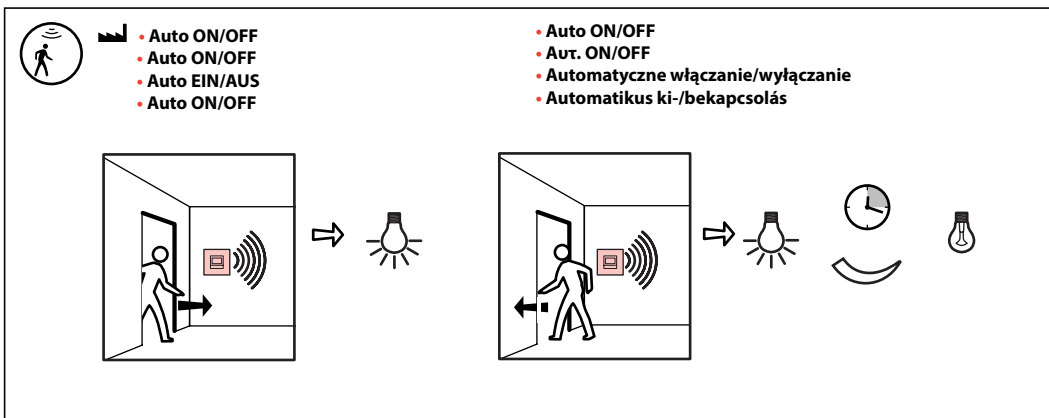 • Auto ON/OFF
• Auto ON/OFF
• Auto EIN/AUS
• Auto ON/OFF
• Auto ON/OFF
• Αυτ. ON/OFF
• Automatyczne włączanie/wyłączanie
• Automatikus ki-/bekapcsolás